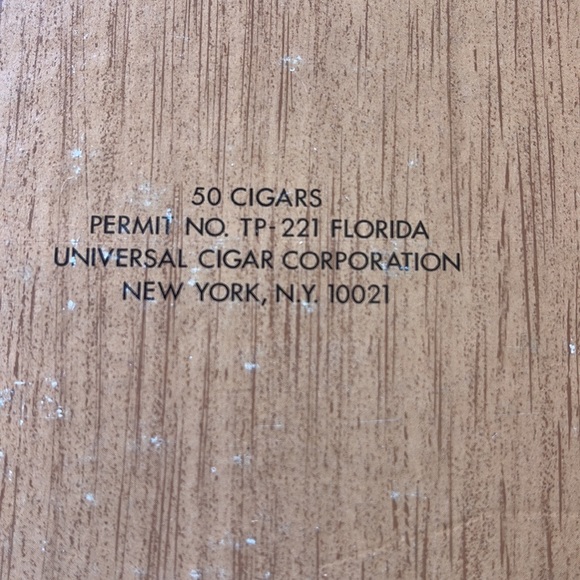 50 CIGARS
PERMIT NO. TP-221 FLORIDA
UNIVERSAL CIGAR CORPORATION
NEW YORK, N.Y. 10021